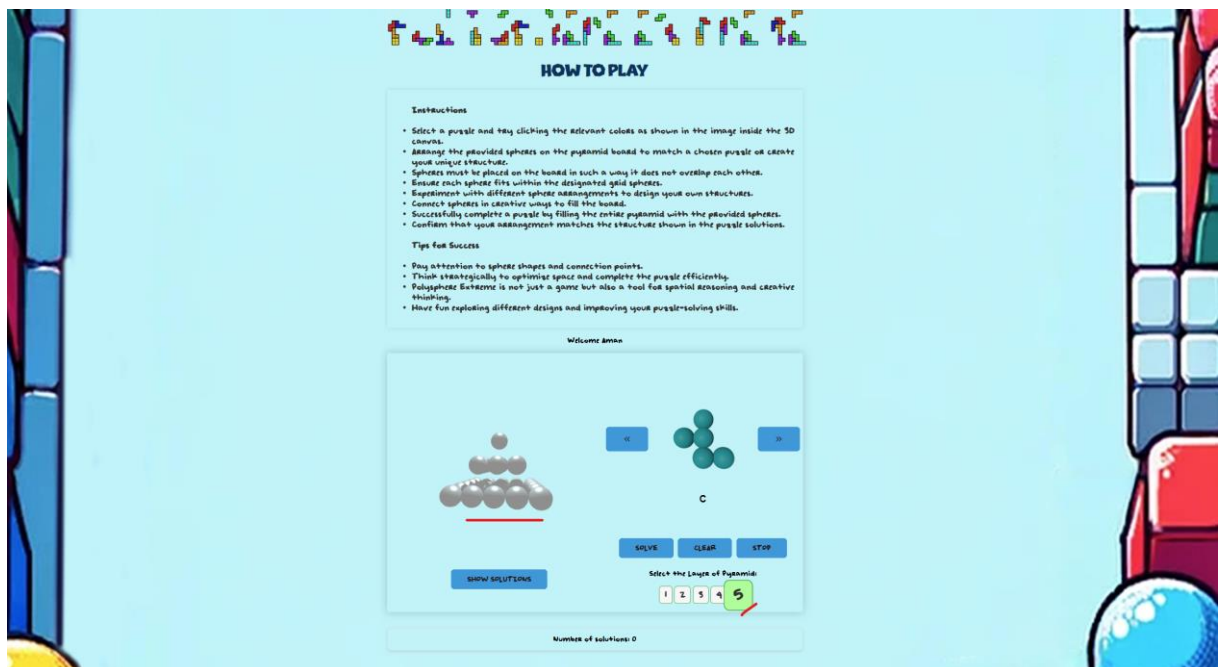 HOW TO PLAY
Instructions
• Select a puzzle and try clicking the relevant colors as shown in the image inside the 3D
canvas.
• Arrange the provided spheres on the pyramid board to match a chosen puzzle or create
your unique structure.
• Spheres must be placed on the board in such a way it does not overlap each other.
• Ensure each sphere fits within the designated grid spheres.
• Experiment with different sphere arrangements to design your own structures.
• Connect spheres in creative ways to fill the board.
• Successfully complete a puzzle by filling the entire pyramid with the provided spheres.
• Confirm that your arrangement matches the structure shown in the puzzle solutions.
Tips for Success
• Pay attention to sphere shapes and connection points.
• Think strategically to optimise space and complete the puzzle efficiently.
• Polysphere Extreme is not just a game but also a tool for spatial reasoning and creative
thinking.
• Have fun exploring different designs and improving your puzzle-solving skills.
Welcome Aman
« »
C
SOLVE CLEAR STOP
SHOW SOLUTIONS
Select the Layer of Pyramid:
1 2 3 4 5
Number of solutions: 0